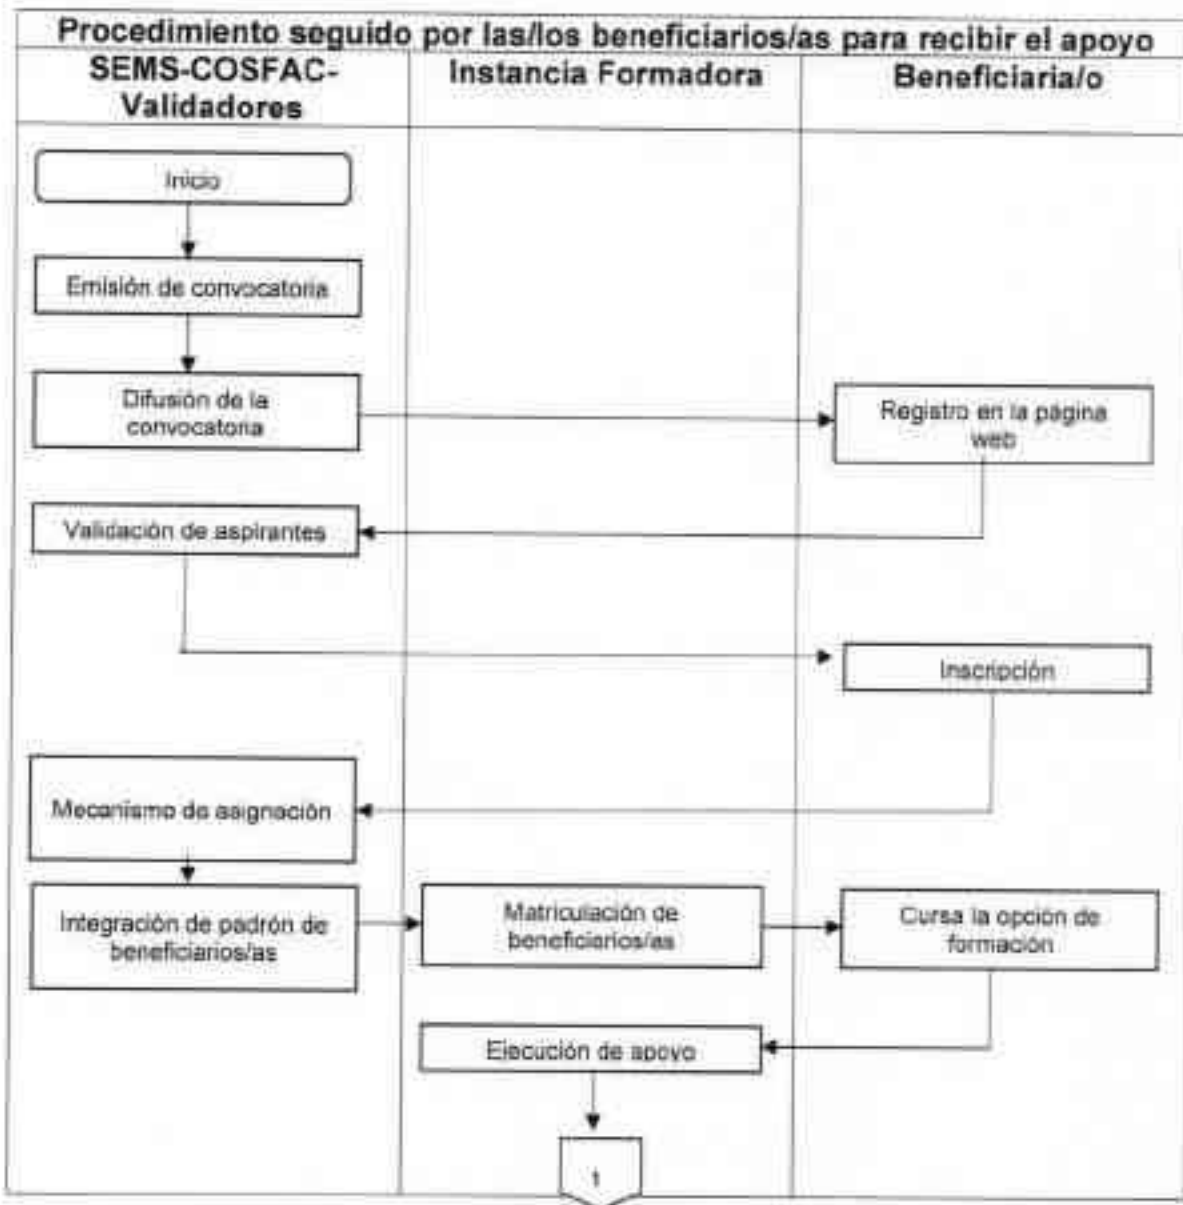 Procedimiento seguido por las/los beneficiarios/as para recibir el apoyo
SEMS-COSFAC-
Validadores
Instancia Formadora
Beneficiaria/o
Inicio
Emisión de convocatoria
Difusión de la
convocatoria
Registro en la página
web
Validación de aspirantes
Inscripción
Mecanismo de asignación
Integración de padrón de
beneficiarios/as
Matriculación de
beneficiarios/as
Cursa la opción de
formación
Ejecución de apoyo
1